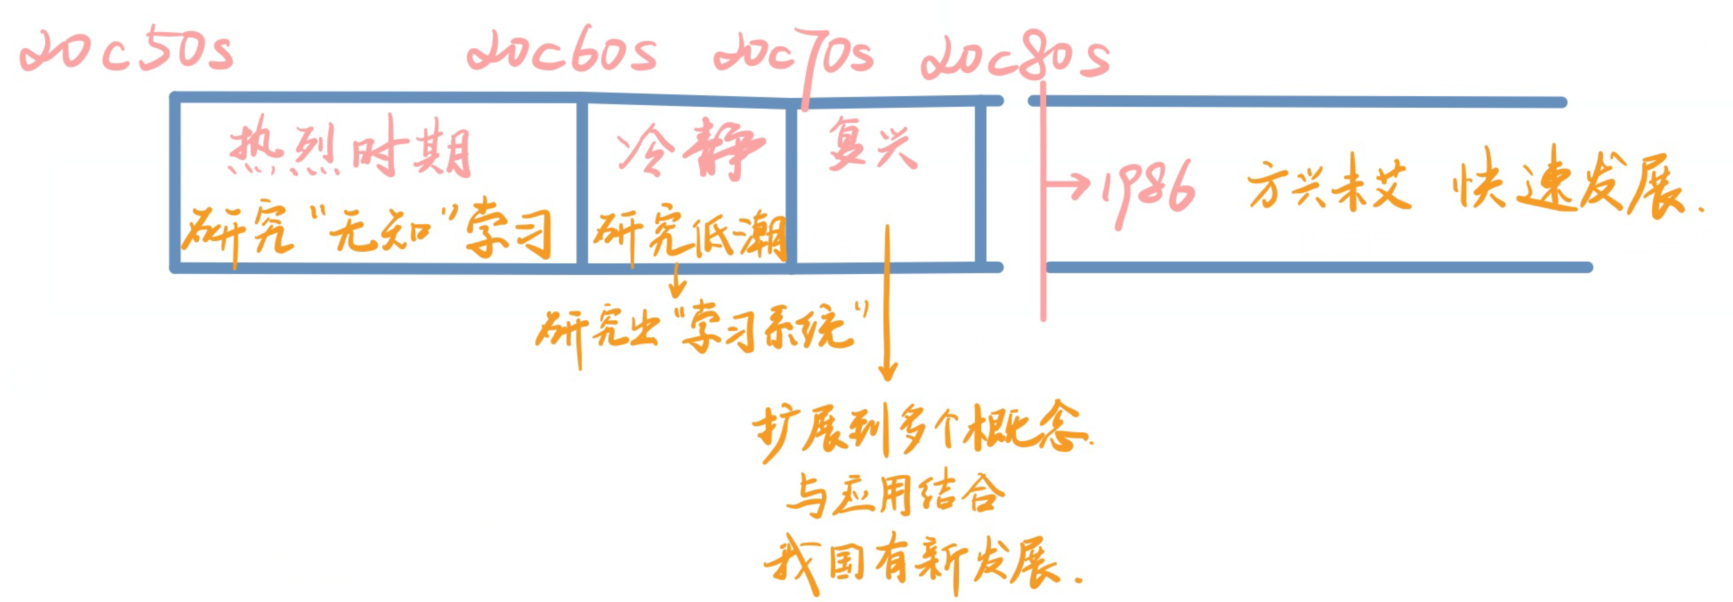 20c50s 20c60s 20c70s 20c80s
热烈时期 冷静 复兴
→1986 方兴未艾 快速发展.
研究“无知”学习 研究低潮
研究出“学习系统”
扩展到多个概念.
与应用结合
我国有新发展.